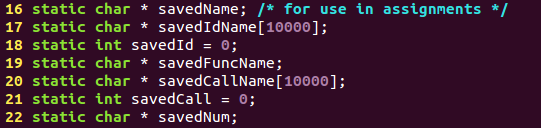 16 static char * savedName; /* for use in assignments */
17 static char * savedIdName[10000];
18 static int savedId = 0;
19 static char * savedFuncName;
20 static char * savedCallName[10000];
21 static int savedCall = 0;
22 static char * savedNum;